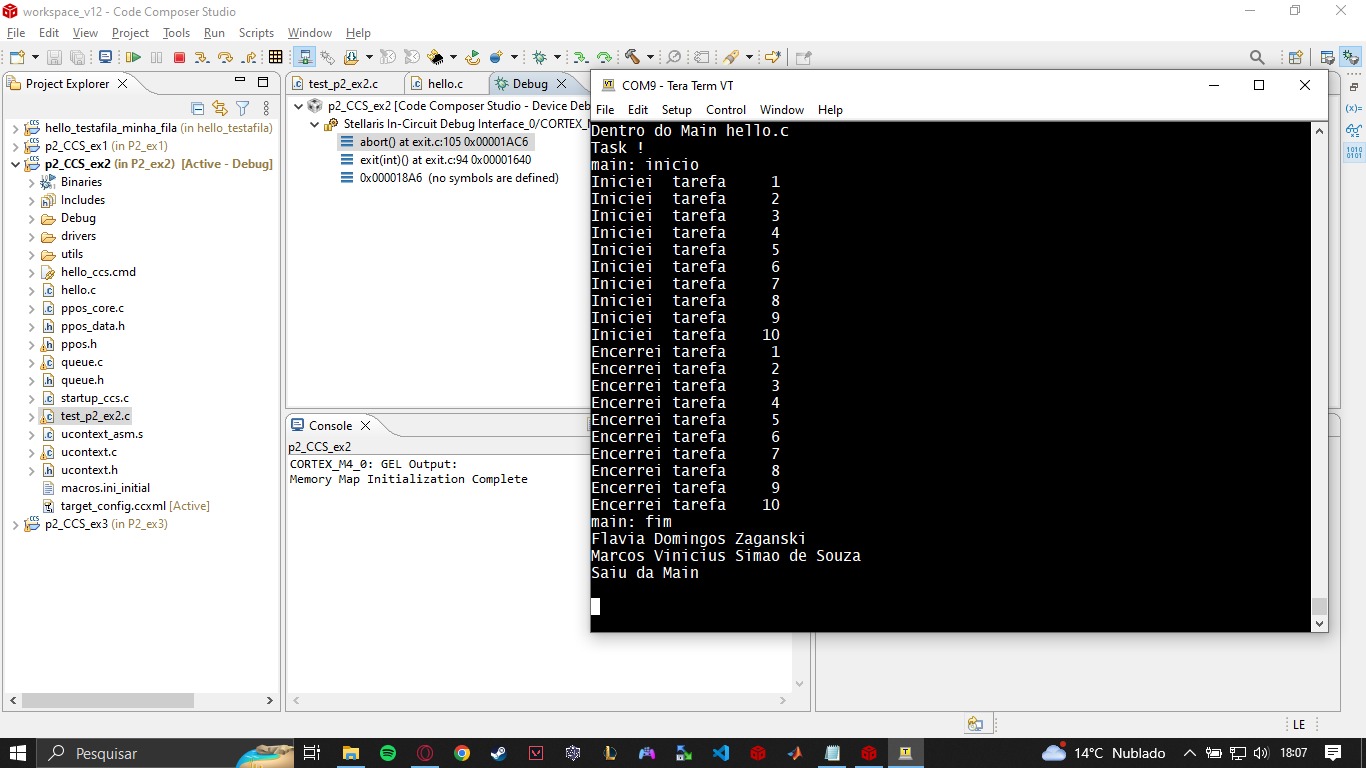 workspace_v12 - Code Composer Studio
File Edit View Project Tools Run Scripts Window Help
Project Explorer
hello_testafila_minha_fila (in hello_testafila)
p2_CCS_ex1 (in P2_ex1)
p2_CCS_ex2 (in P2_ex2) [Active - Debug]
Binaries
Includes
Debug
drivers
utils
hello_ccs.cmd
hello.c
ppos_core.c
ppos_data.h
ppos.h
queue.c
queue.h
startup_ccs.c
test_p2_ex2.c
ucontext_asm.s
ucontext.c
ucontext.h
macros.ini_initial
target_config.ccxml [Active]
p2_CCS_ex3 (in P2_ex3)
test_p2_ex2.c hello.c Debug
p2_CCS_ex2 [Code Composer Studio - Device Deb
Stellaris In-Circuit Debug Interface_0/CORTEX_
abort() at exit.c:105 0x00001AC6
exit(int)() at exit.c:94 0x00001640
0x000018A6 (no symbols are defined)
Console
p2_CCS_ex2
CORTEX_M4_0: GEL Output:
Memory Map Initialization Complete
COM9 - Tera Term VT
File Edit Setup Control Window Help
Dentro do Main hello.c
Task !
main: inicio
Iniciei tarefa 1
Iniciei tarefa 2
Iniciei tarefa 3
Iniciei tarefa 4
Iniciei tarefa 5
Iniciei tarefa 6
Iniciei tarefa 7
Iniciei tarefa 8
Iniciei tarefa 9
Iniciei tarefa 10
Encerrei tarefa 1
Encerrei tarefa 2
Encerrei tarefa 3
Encerrei tarefa 4
Encerrei tarefa 5
Encerrei tarefa 6
Encerrei tarefa 7
Encerrei tarefa 8
Encerrei tarefa 9
Encerrei tarefa 10
main: fim
Flavia Domingos Zaganski
Marcos Vinicius Simao de Souza
Saiu da Main
(x)=
1010
0101
LE
Pesquisar
14°C Nublado
18:07